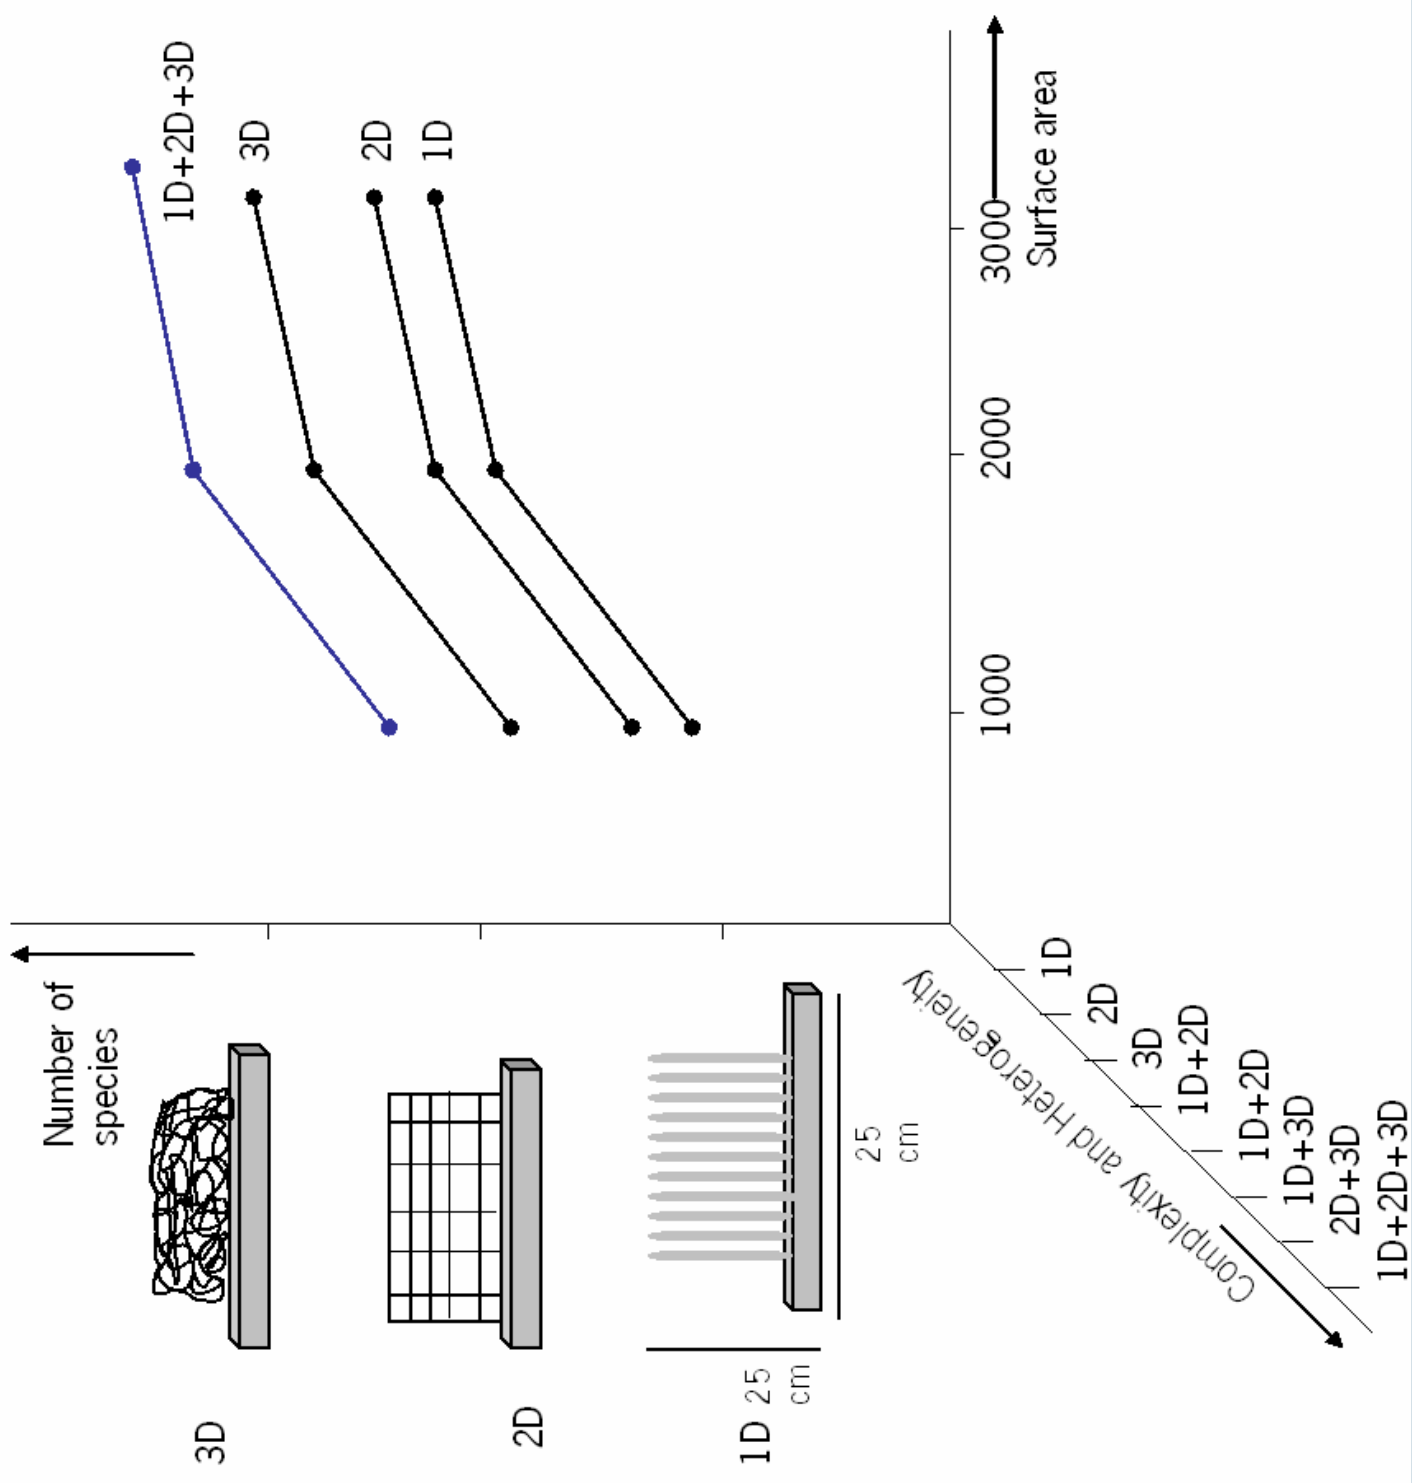 Number of
species
3D
2D
1D
25
cm
25
cm
1D+2D+3D
3D
2D
1D
1000
2000
3000
Surface area
Complexity and Heterogeneity
1D
2D
3D
1D+2D
1D+2D
1D+3D
2D+3D
1D+2D+3D